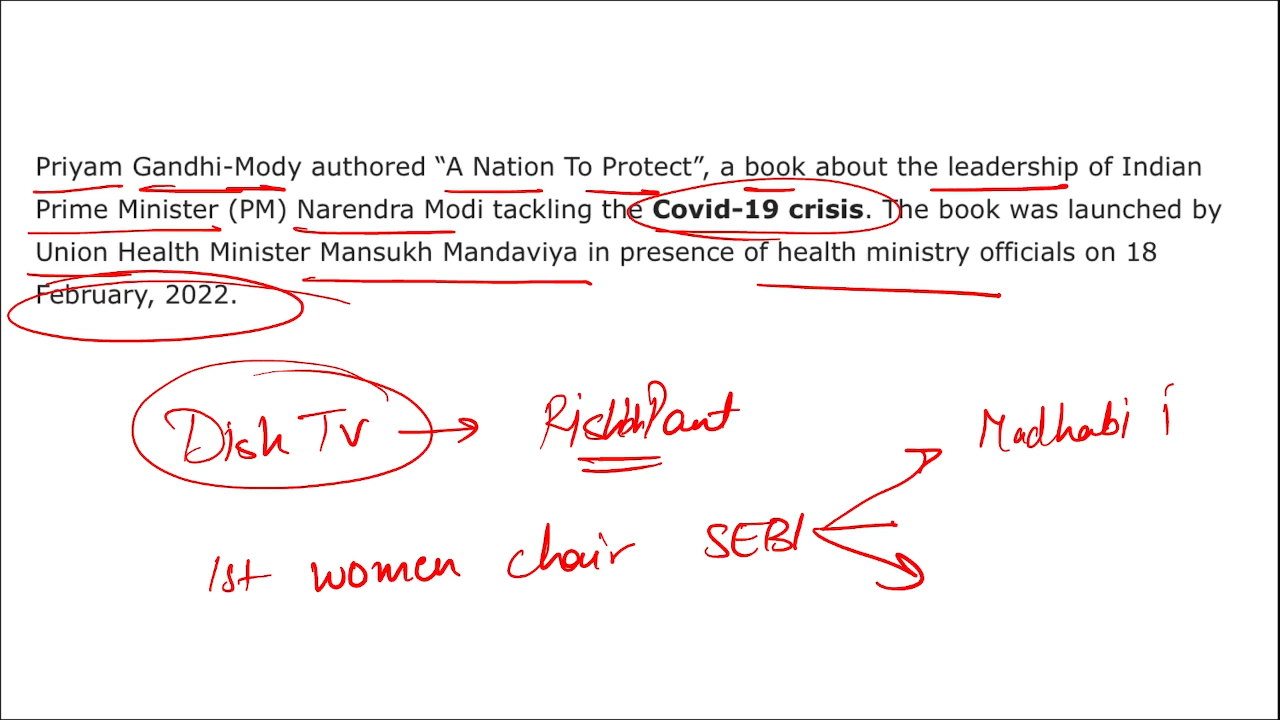 Priyam Gandhi-Mody authored “A Nation To Protect”, a book about the leadership of Indian
Prime Minister (PM) Narendra Modi tackling the Covid-19 crisis. The book was launched by
Union Health Minister Mansukh Mandaviya in presence of health ministry officials on 18
February, 2022.
Dish TV → Pant
Madhabi
1st women chair SEBI